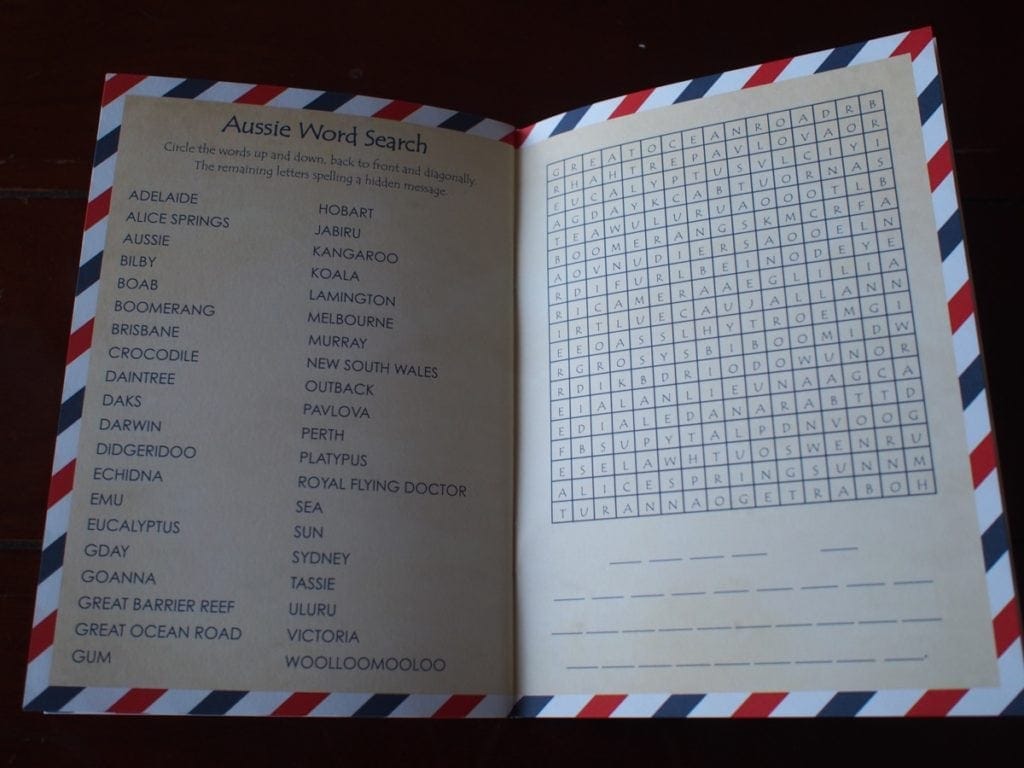 Aussie Word Search
Circle the words up and down, back to front and diagonally.
The remaining letters spelling a hidden message.
ADELAIDE
ALICE SPRINGS
AUSSIE
BILBY
BOAB
BOOMERANG
BRISBANE
CROCODILE
DAINTREE
DAKS
DARWIN
DIDGERIDOO
ECHIDNA
EMU
EUCALYPTUS
GDAY
GOANNA
GREAT BARRIER REEF
GREAT OCEAN ROAD
GUM
HOBART
JABIRU
KANGAROO
KOALA
LAMINGTON
MELBOURNE
MURRAY
NEW SOUTH WALES
OUTBACK
PAVLOVA
PERTH
PLATYPUS
ROYAL FLYING DOCTOR
SEA
SUN
SYDNEY
TASSIE
ULURU
VICTORIA
WOOLLOOMOOLOO
G R E A T O C E A N R O A D R B
R H A H T R E P A V L O V A O R
E U C A L Y P T U S V L C I Y I
A G D A Y K C A B T U O R N A S
T E A W U L U R U A O O O T L B
B O O M E R A N G S K M C R F A
A O V N U D I E R S A O O E L N
R D I F U R L B E I N O D E Y E
R I C A M E R A A E G L I L I A
I R T L U E C A U J A L L A N N
E E O A S S L H Y T R O E M G I
R G R O S Y S B I B O O M I D W
R D I K B D R I O D O W U N O R
E I A L A N L I E U N A A G C A
E D I A L E D A N A R A B T T D
F B S U P Y T A L P D N V O O G
E S E L A W H T U O S W E N R U
A L I C E S P R I N G S U N N M
T U R A N N A O G E T R A B O H